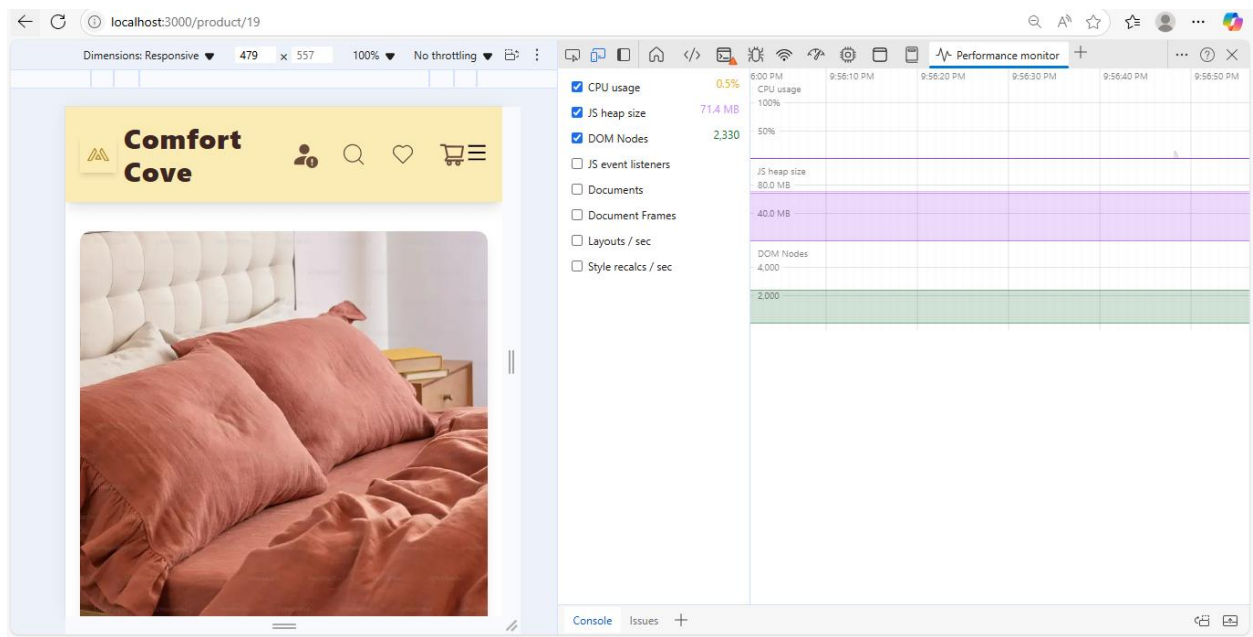 localhost:3000/product/19
Dimensions: Responsive 479 x 557 100% No throttling
Performance monitor
Comfort
Cove
CPU usage 0.5%
JS heap size 71.4 MB
DOM Nodes 2,330
JS event listeners
Documents
Document Frames
Layouts / sec
Style recalcs / sec
6:00 PM 9:56:10 PM 9:56:20 PM 9:56:30 PM 9:56:40 PM 9:56:50 PM
CPU usage
100%
50%
JS heap size
80.0 MB
40.0 MB
DOM Nodes
4,000
2,000
Console Issues